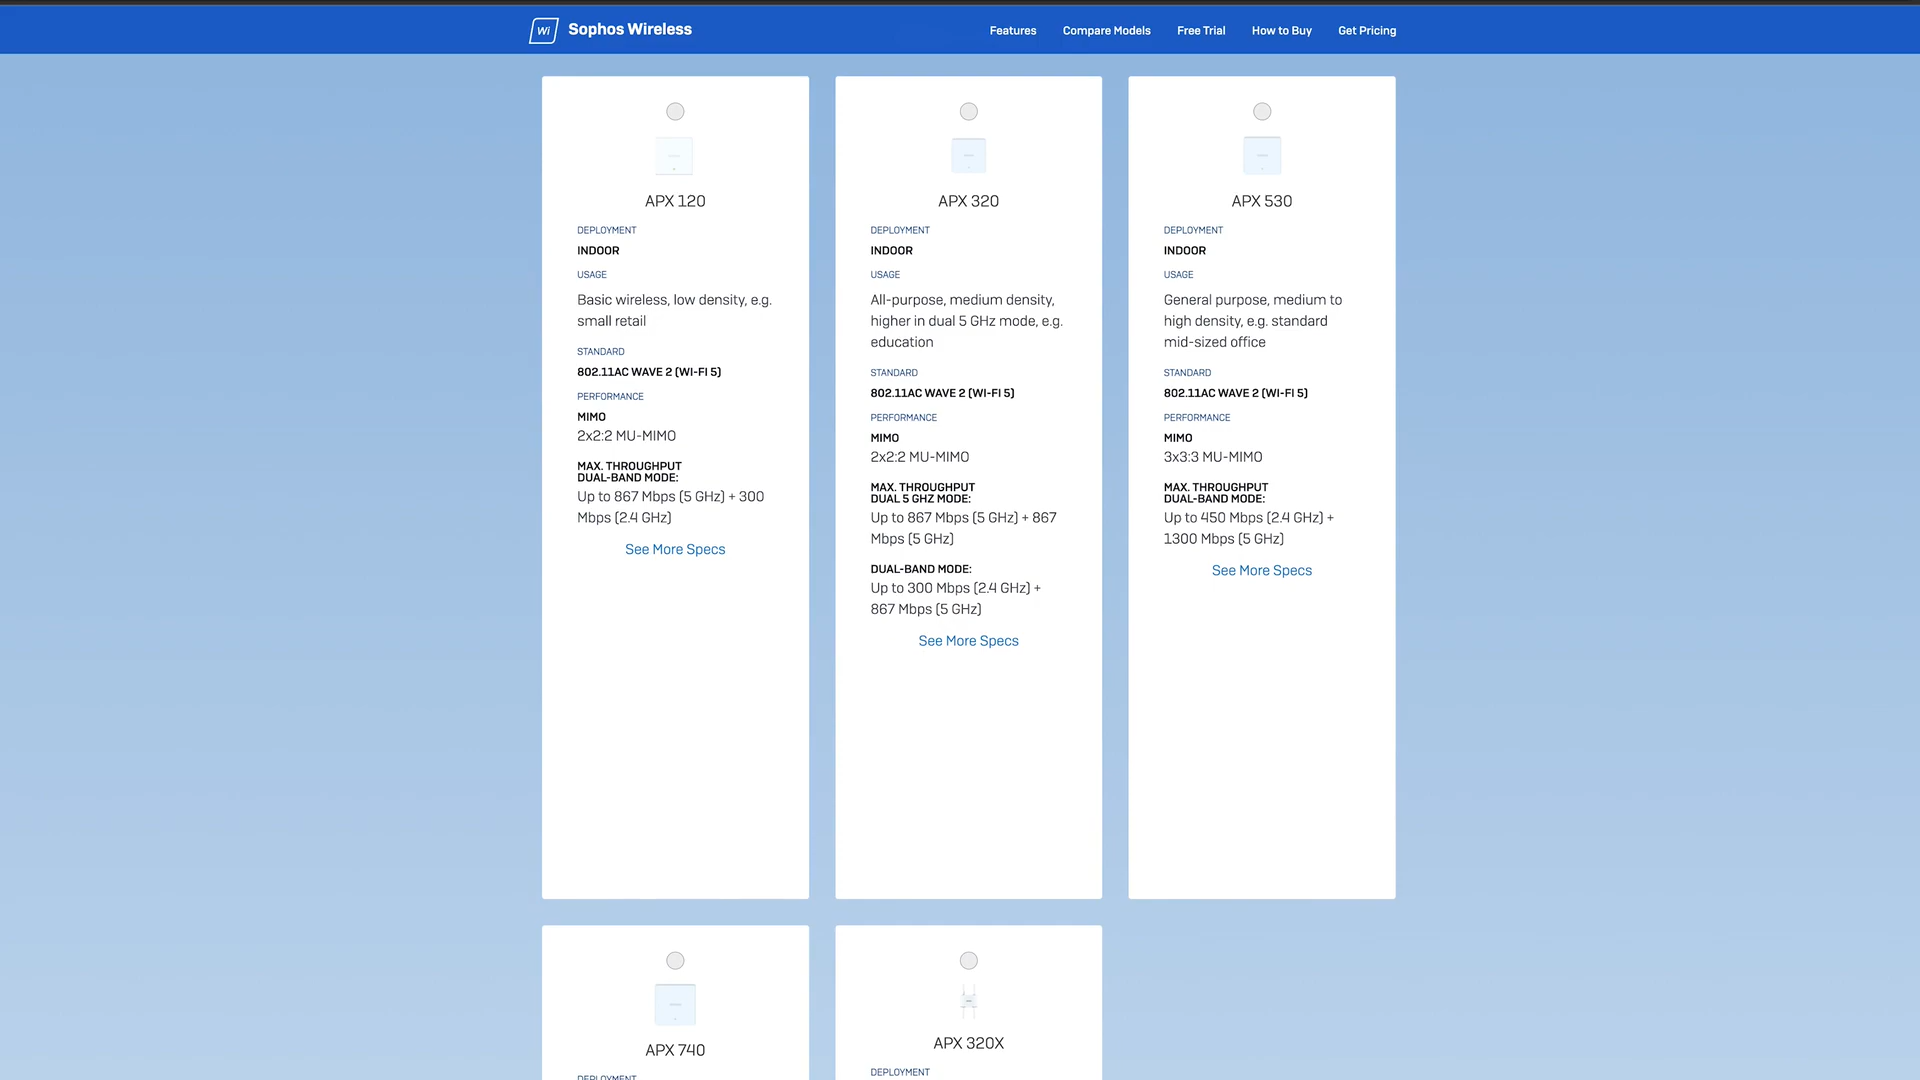 Wi Sophos Wireless
Features Compare Models Free Trial How to Buy Get Pricing
APX 120
DEPLOYMENT
INDOOR
USAGE
Basic wireless, low density, e.g.
small retail
STANDARD
802.11AC WAVE 2 (WI-FI 5)
PERFORMANCE
MIMO
2x2:2 MU-MIMO
MAX. THROUGHPUT
DUAL-BAND MODE:
Up to 867 Mbps (5 GHz) + 300
Mbps (2.4 GHz)
See More Specs
APX 320
DEPLOYMENT
INDOOR
USAGE
All-purpose, medium density,
higher in dual 5 GHz mode, e.g.
education
STANDARD
802.11AC WAVE 2 (WI-FI 5)
PERFORMANCE
MIMO
2x2:2 MU-MIMO
MAX. THROUGHPUT
DUAL 5 GHZ MODE:
Up to 867 Mbps (5 GHz) + 867
Mbps (5 GHz)
DUAL-BAND MODE:
Up to 300 Mbps (2.4 GHz) +
867 Mbps (5 GHz)
See More Specs
APX 530
DEPLOYMENT
INDOOR
USAGE
General purpose, medium to
high density, e.g. standard
mid-sized office
STANDARD
802.11AC WAVE 2 (WI-FI 5)
PERFORMANCE
MIMO
3x3:3 MU-MIMO
MAX. THROUGHPUT
DUAL-BAND MODE:
Up to 450 Mbps (2.4 GHz) +
1300 Mbps (5 GHz)
See More Specs
APX 740
DEPLOYMENT
APX 320X
DEPLOYMENT